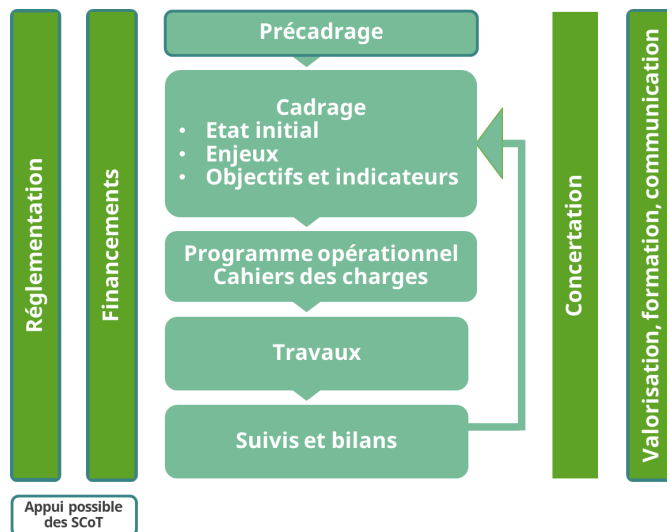 Réglementation
Financements
Précadrage
Cadrage
• Etat initial
• Enjeux
• Objectifs et indicateurs
Programme opérationnel
Cahiers des charges
Travaux
Suivis et bilans
Concertation
Valorisation, formation, communication
Appui possible
des SCoT